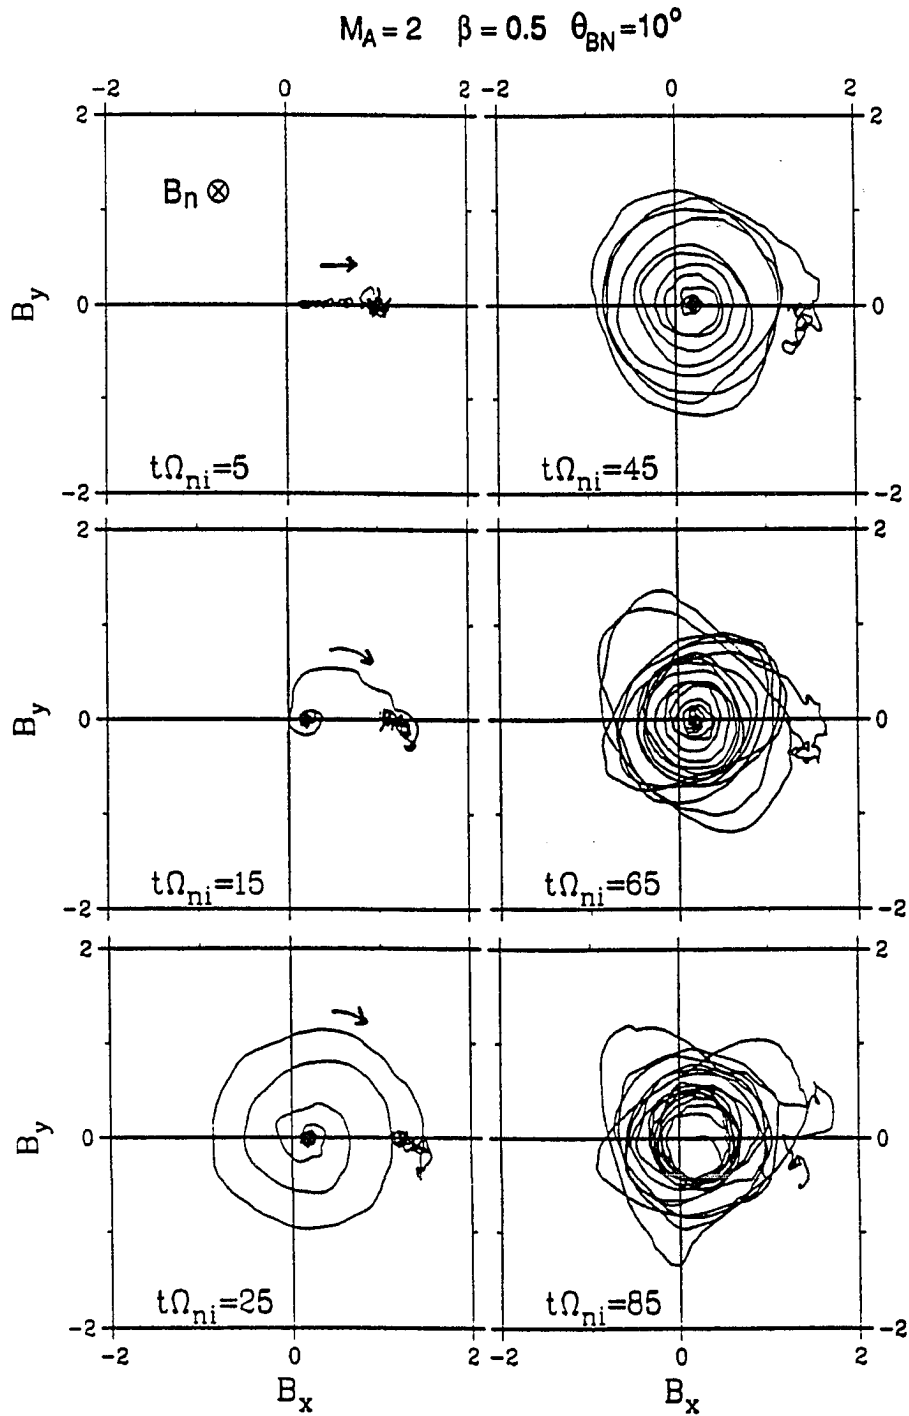 M_A = 2 β = 0.5 θ_BN = 10°
-2 0 2 -2 0 2
2 2
B_n ⊗
B_y 0 0
tΩ_ni=5 tΩ_ni=45
-2 -2
2 2
B_y 0 0
tΩ_ni=15 tΩ_ni=65
-2 -2
2 2
B_y 0 0
tΩ_ni=25 tΩ_ni=85
-2 -2
-2 0 2 -2 0 2
B_x B_x